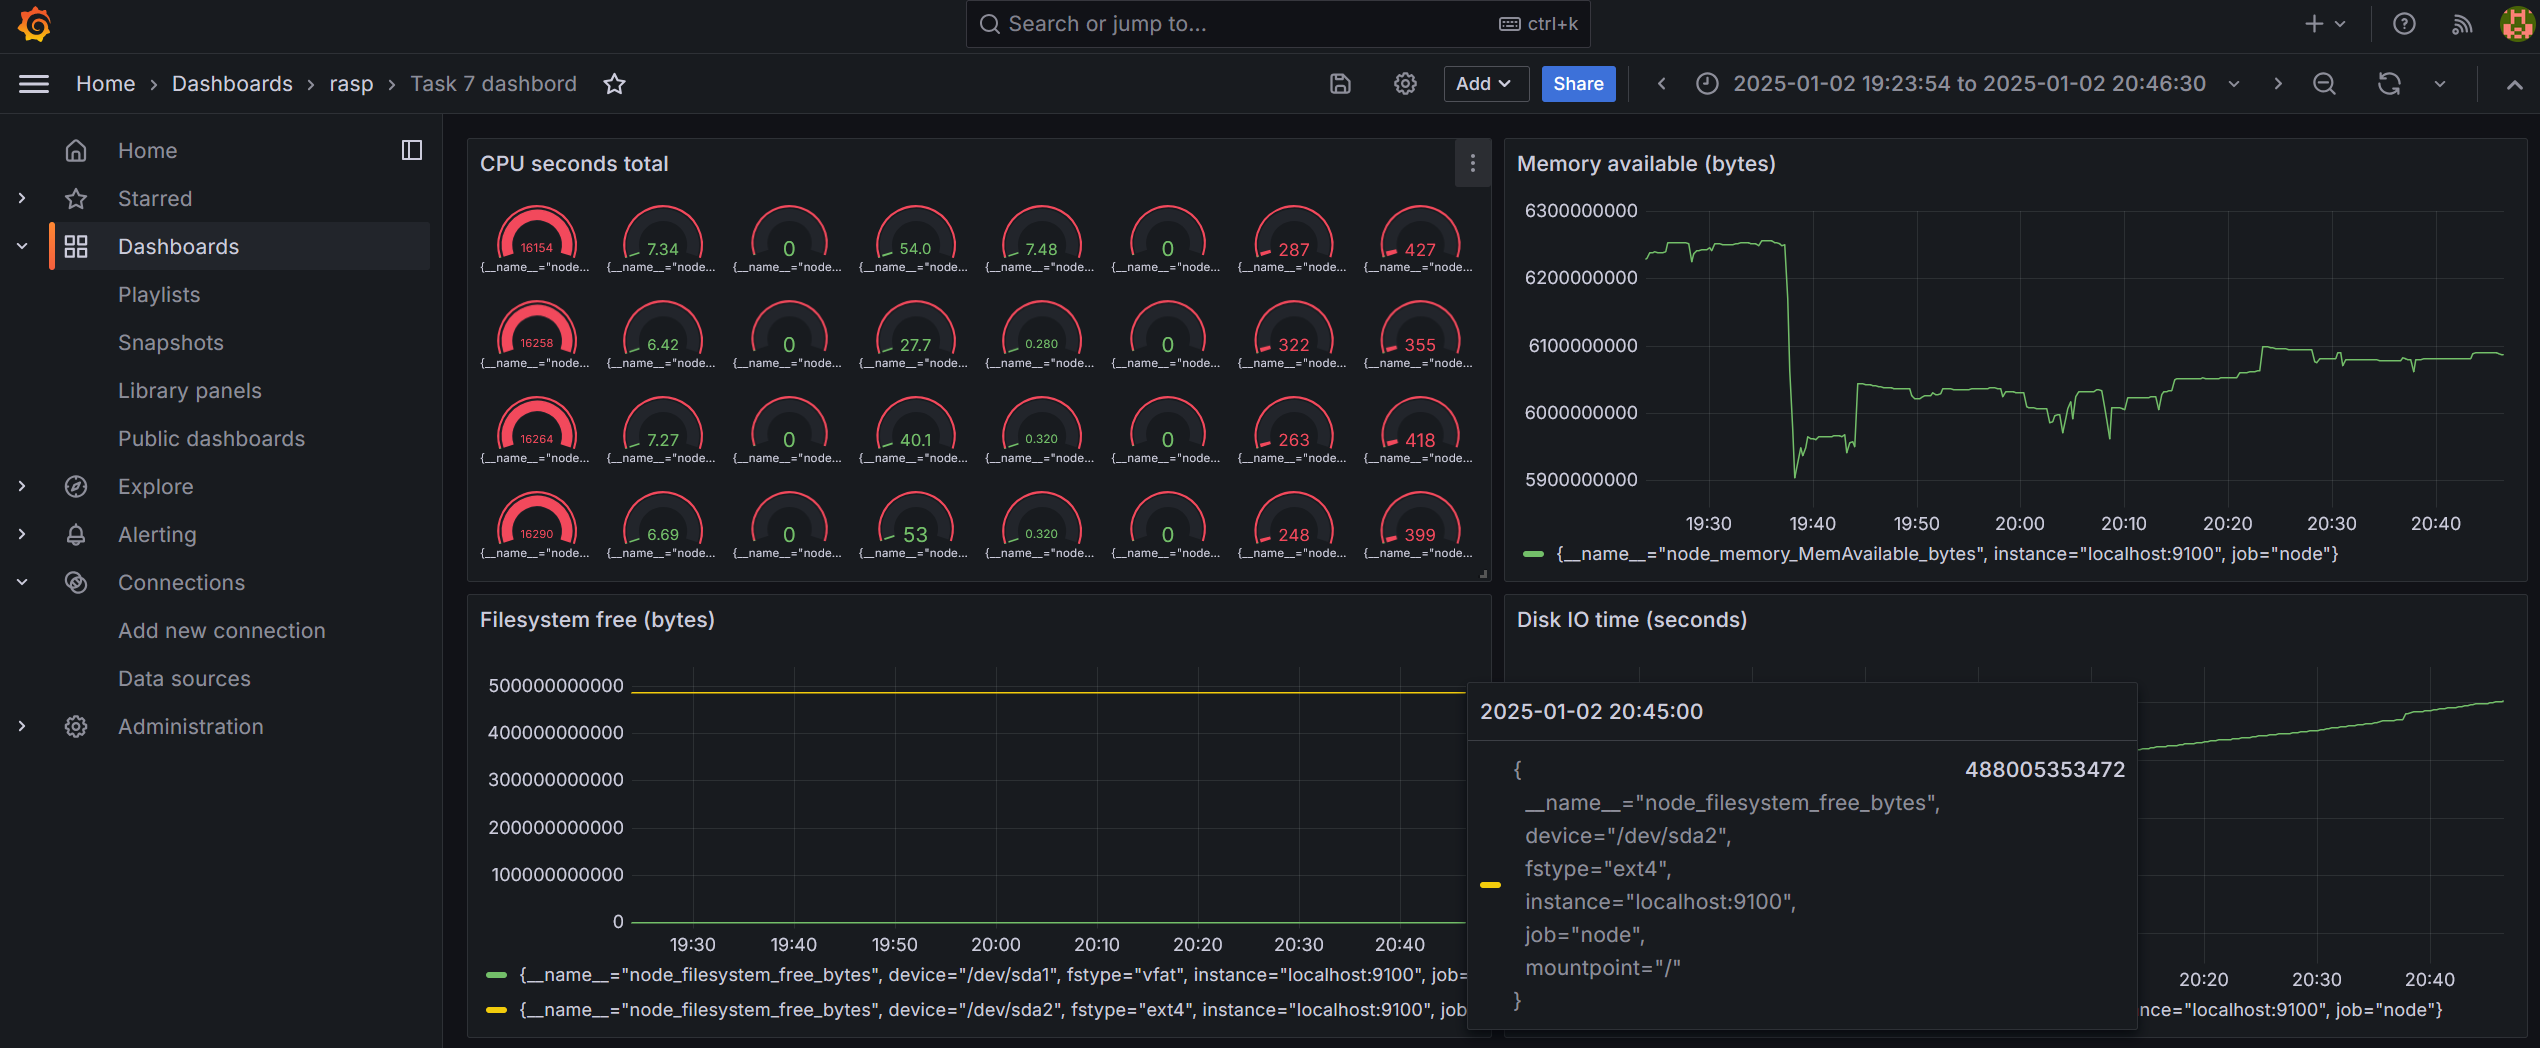 Search or jump to...
ctrl+k
Home › Dashboards › rasp › Task 7 dashbord
Add
Share
2025-01-02 19:23:54 to 2025-01-02 20:46:30
Home
Starred
Dashboards
Playlists
Snapshots
Library panels
Public dashboards
Explore
Alerting
Connections
Add new connection
Data sources
Administration
CPU seconds total
16154 7.34 0 54.0 7.48 0 287 427
{__name__="node... {__name__="node... {__name__="node... {__name__="node... {__name__="node... {__name__="node... {__name__="node... {__name__="node...
16258 6.42 0 27.7 0.280 0 322 355
{__name__="node... {__name__="node... {__name__="node... {__name__="node... {__name__="node... {__name__="node... {__name__="node... {__name__="node...
16264 7.27 0 40.1 0.320 0 263 418
{__name__="node... {__name__="node... {__name__="node... {__name__="node... {__name__="node... {__name__="node... {__name__="node... {__name__="node...
16290 6.69 0 53 0.320 0 248 399
{__name__="node... {__name__="node... {__name__="node... {__name__="node... {__name__="node... {__name__="node... {__name__="node... {__name__="node...
Memory available (bytes)
6300000000
6200000000
6100000000
6000000000
5900000000
19:30 19:40 19:50 20:00 20:10 20:20 20:30 20:40
{__name__="node_memory_MemAvailable_bytes", instance="localhost:9100", job="node"}
Filesystem free (bytes)
500000000000
400000000000
300000000000
200000000000
100000000000
0
19:30 19:40 19:50 20:00 20:10 20:20 20:30 20:40
{__name__="node_filesystem_free_bytes", device="/dev/sda1", fstype="vfat", instance="localhost:9100", job=
{__name__="node_filesystem_free_bytes", device="/dev/sda2", fstype="ext4", instance="localhost:9100", job
Disk IO time (seconds)
2025-01-02 20:45:00
{ 488005353472
__name__="node_filesystem_free_bytes",
device="/dev/sda2",
fstype="ext4",
instance="localhost:9100",
job="node",
mountpoint="/"
}
20:20 20:30 20:40
nce="localhost:9100", job="node"}